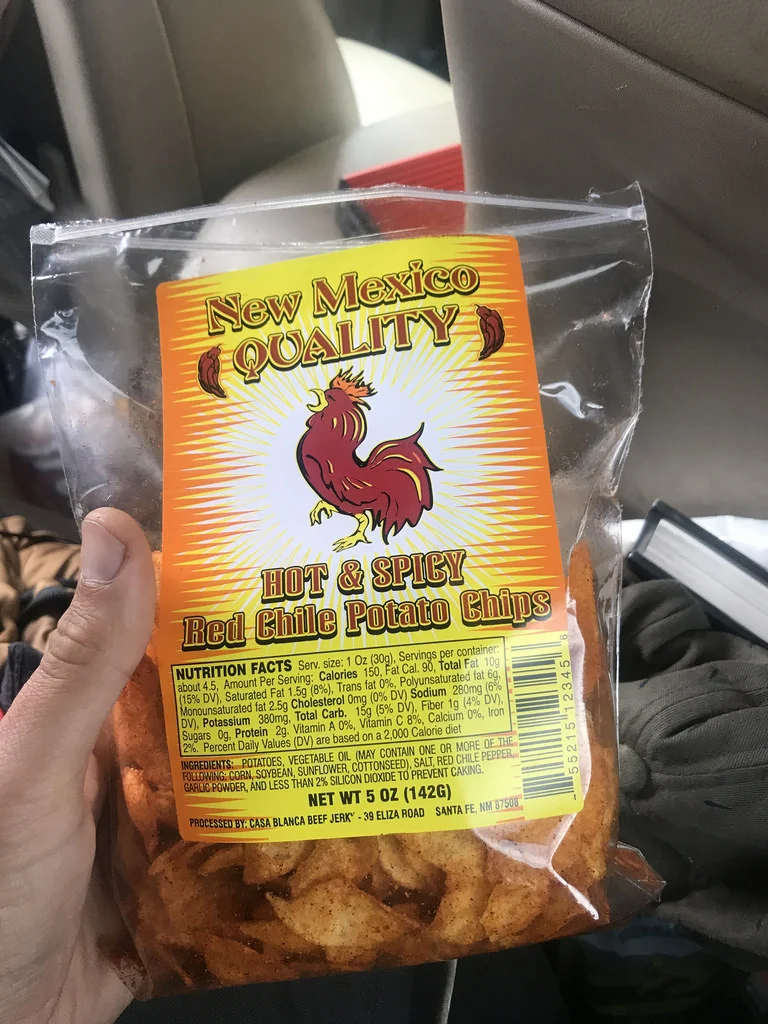 New Mexico
QUALITY
HOT & SPICY
Red Chile Potato Chips
NUTRITION FACTS Serv. size: 1 Oz (30g), Servings per container:
about 4.5, Amount Per Serving: Calories 150, Fat Cal. 90, Total Fat 10g
(15% DV), Saturated Fat 1.5g (8%), Trans fat 0%, Polyunsaturated fat 6g,
Monounsaturated fat 2.5g Cholesterol 0mg (0% DV) Sodium 280mg (6%
DV), Potassium 380mg, Total Carb. 15g (5% DV), Fiber 1g (4% DV),
Sugars 0g, Protein 2g, Vitamin A 0%, Vitamin C 8%, Calcium 0%, Iron
2%. Percent Daily Values (DV) are based on a 2,000 Calorie diet
INGREDIENTS: POTATOES, VEGETABLE OIL (MAY CONTAIN ONE OR MORE OF THE
FOLLOWING: CORN, SOYBEAN, SUNFLOWER, COTTONSEED), SALT, RED CHILE PEPPER,
GARLIC POWDER, AND LESS THAN 2% SILICON DIOXIDE TO PREVENT CAKING.
NET WT 5 OZ (142G)
PROCESSED BY: CASA BLANCA BEEF JERKY - 39 ELIZA ROAD SANTA FE, NM 87508
55215 12345 6